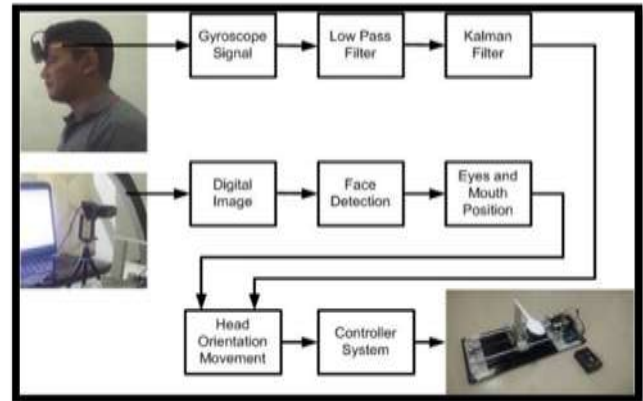 Gyroscope
Signal
Low Pass
Filter
Kalman
Filter
Digital
Image
Face
Detection
Eyes and
Mouth
Position
Head
Orientation
Movement
Controller
System